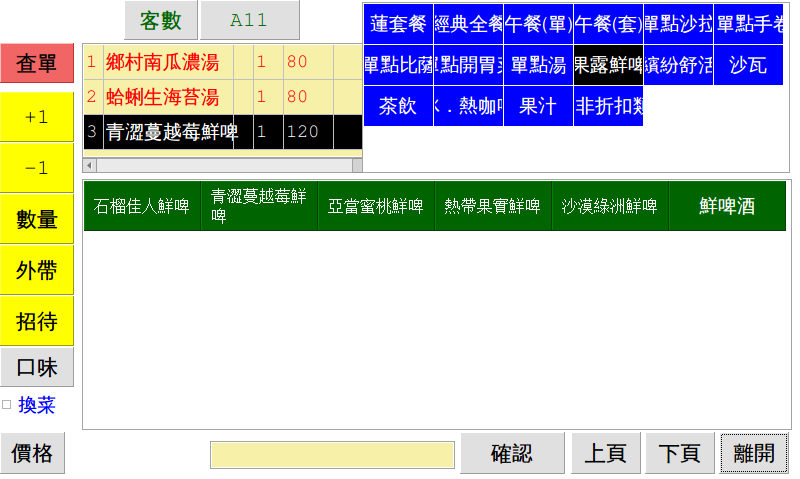 客數 A11
查單
+1
-1
數量
外帶
招待
口味
換菜
價格
1 鄉村南瓜濃湯 1 80
2 蛤蜊生海苔湯 1 80
3 青澀蔓越莓鮮啤 1 120
蓮套餐 經典全餐 午餐(單) 午餐(套) 單點沙拉 單點手卷
單點比薩 點開胃菜 單點湯 果露鮮啤 繽紛舒活 沙瓦
茶飲 ．熱咖 果汁 非折扣類
石榴佳人鮮啤
青澀蔓越莓鮮
啤
亞當蜜桃鮮啤
熱帶果實鮮啤
沙漠綠洲鮮啤
鮮啤酒
確認 上頁 下頁 離開